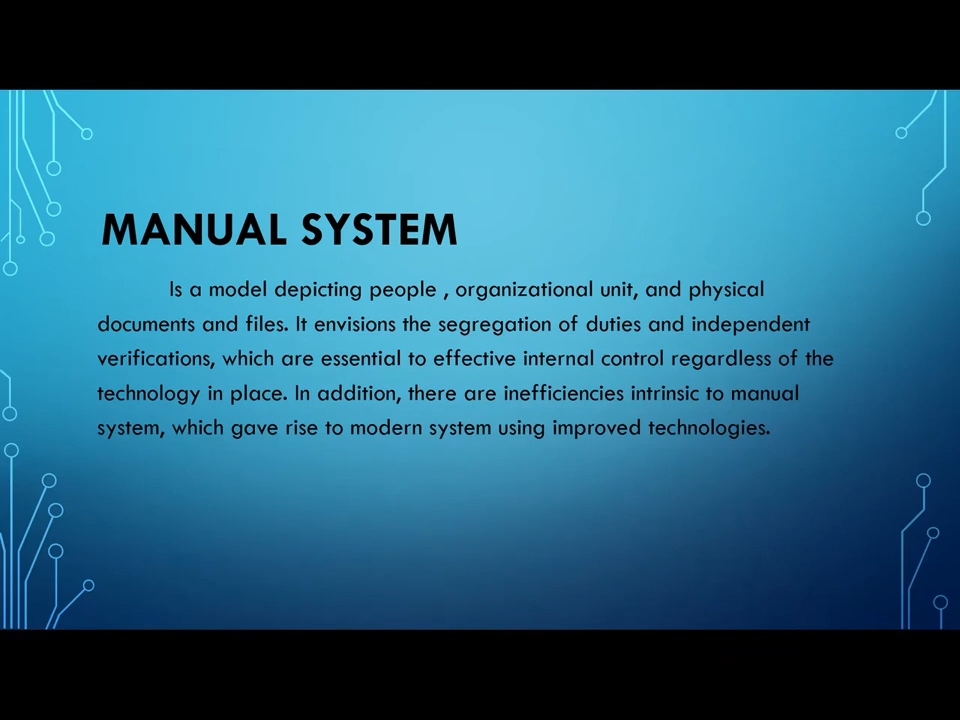 MANUAL SYSTEM
Is a model depicting people , organizational unit, and physical
documents and files. It envisions the segregation of duties and independent
verifications, which are essential to effective internal control regardless of the
technology in place. In addition, there are inefficiencies intrinsic to manual
system, which gave rise to modern system using improved technologies.